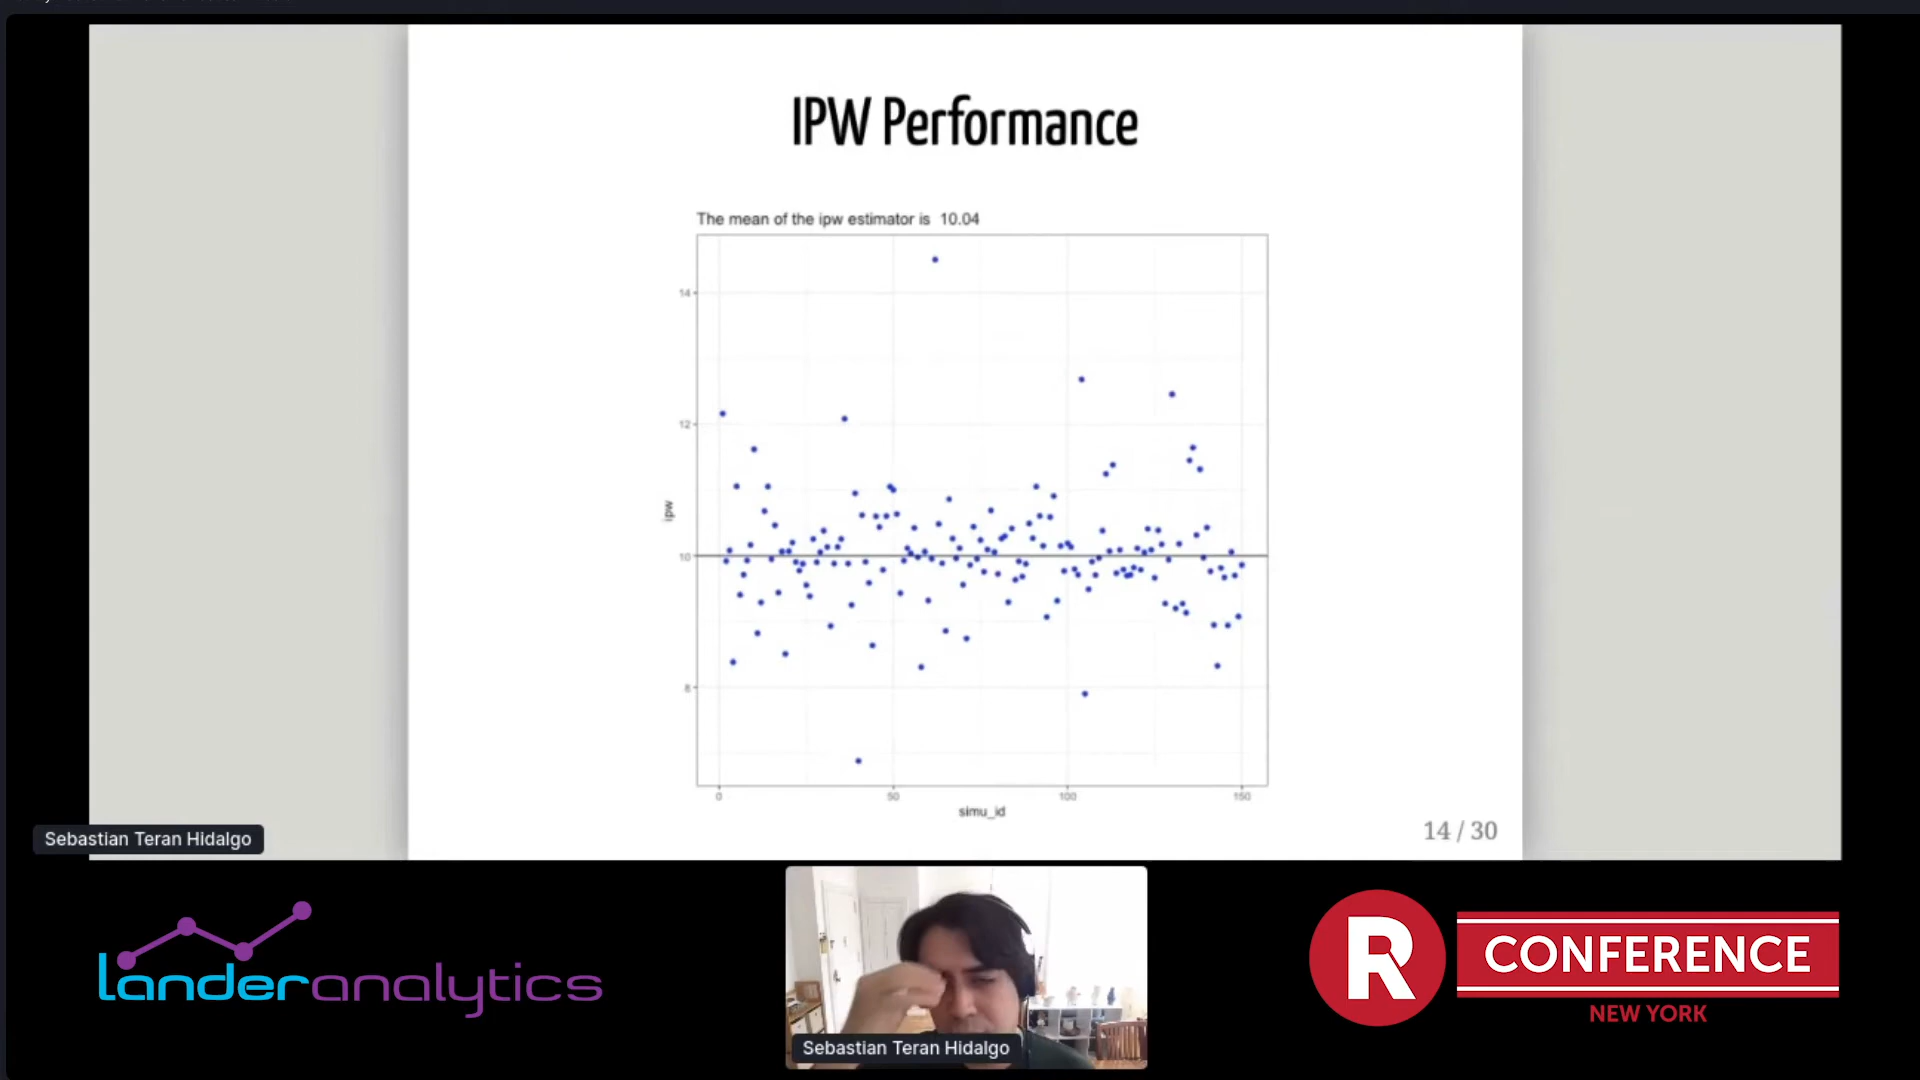 IPW Performance
The mean of the ipw estimator is 10.04
14
12
ipw
10
8
0 50 100 150
simu_id
14 / 30
Sebastian Teran Hidalgo
landeranalytics
Sebastian Teran Hidalgo
R CONFERENCE
NEW YORK